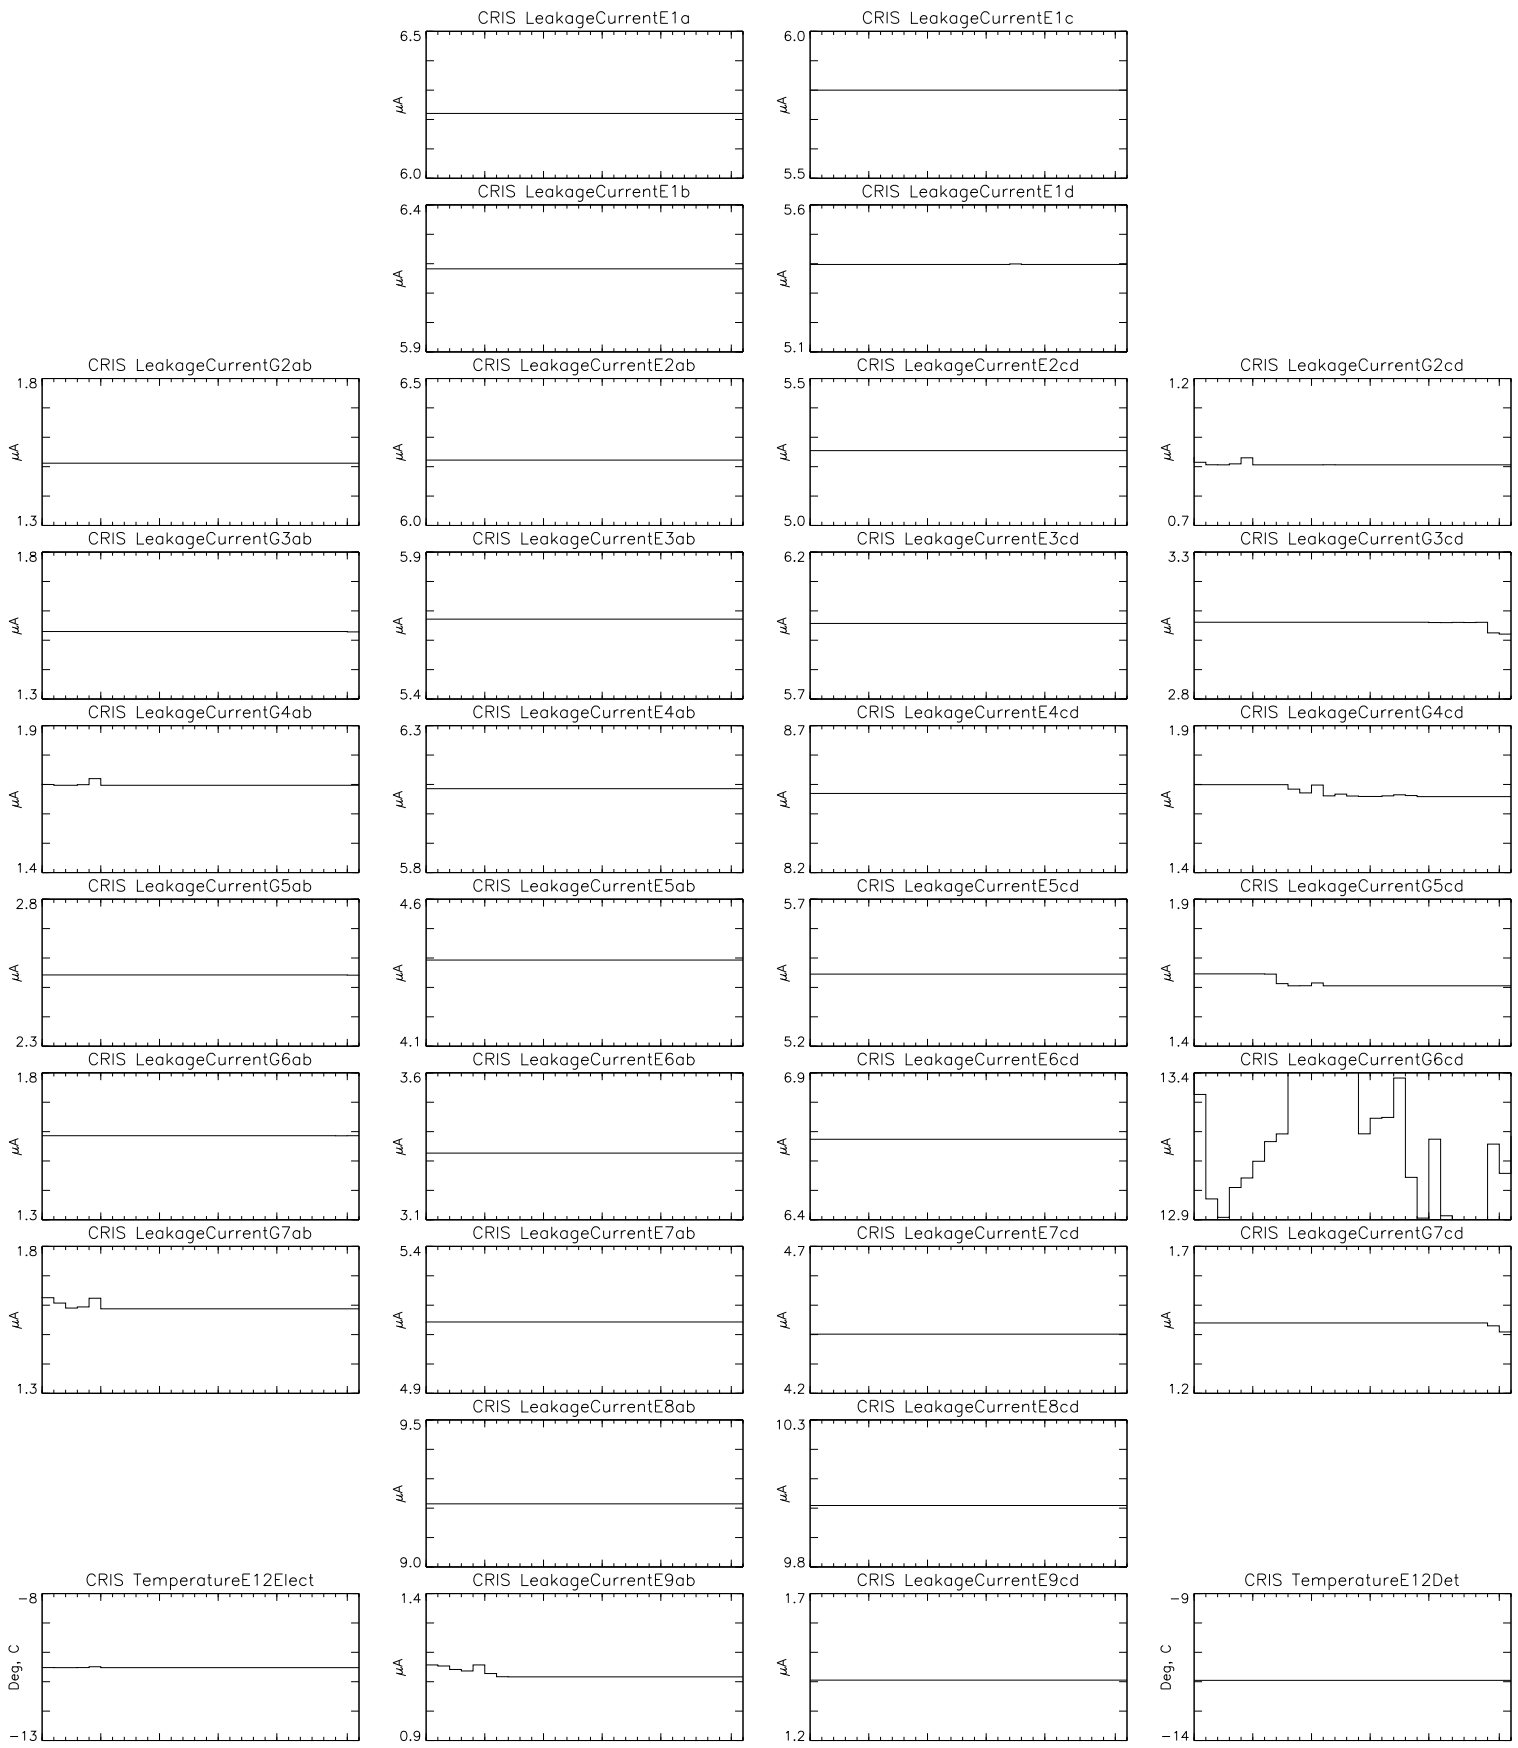 CRIS LeakageCurrentE1a
CRIS LeakageCurrentE1c
6.5
µA
6.0
6.0
µA
5.5
CRIS LeakageCurrentE1b
CRIS LeakageCurrentE1d
6.4
µA
5.9
5.6
µA
5.1
CRIS LeakageCurrentG2ab
CRIS LeakageCurrentE2ab
CRIS LeakageCurrentE2cd
CRIS LeakageCurrentG2cd
1.8
µA
1.3
6.5
µA
6.0
5.5
µA
5.0
1.2
µA
0.7
CRIS LeakageCurrentG3ab
CRIS LeakageCurrentE3ab
CRIS LeakageCurrentE3cd
CRIS LeakageCurrentG3cd
1.8
µA
1.3
5.9
µA
5.4
6.2
µA
5.7
3.3
µA
2.8
CRIS LeakageCurrentG4ab
CRIS LeakageCurrentE4ab
CRIS LeakageCurrentE4cd
CRIS LeakageCurrentG4cd
1.9
µA
1.4
6.3
µA
5.8
8.7
µA
8.2
1.9
µA
1.4
CRIS LeakageCurrentG5ab
CRIS LeakageCurrentE5ab
CRIS LeakageCurrentE5cd
CRIS LeakageCurrentG5cd
2.8
µA
2.3
4.6
µA
4.1
5.7
µA
5.2
1.9
µA
1.4
CRIS LeakageCurrentG6ab
CRIS LeakageCurrentE6ab
CRIS LeakageCurrentE6cd
CRIS LeakageCurrentG6cd
1.8
µA
1.3
3.6
µA
3.1
6.9
µA
6.4
13.4
µA
12.9
CRIS LeakageCurrentG7ab
CRIS LeakageCurrentE7ab
CRIS LeakageCurrentE7cd
CRIS LeakageCurrentG7cd
1.8
µA
1.3
5.4
µA
4.9
4.7
µA
4.2
1.7
µA
1.2
CRIS LeakageCurrentE8ab
CRIS LeakageCurrentE8cd
9.5
µA
9.0
10.3
µA
9.8
CRIS TemperatureE12Elect
CRIS LeakageCurrentE9ab
CRIS LeakageCurrentE9cd
CRIS TemperatureE12Det
-8
Deg, C
-13
1.4
µA
0.9
1.7
µA
1.2
-9
Deg, C
-14